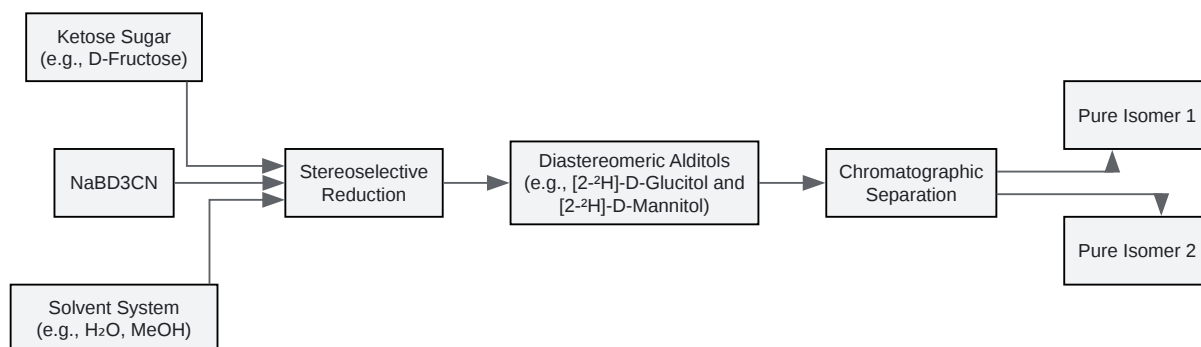 Ketose Sugar
(e.g., D-Fructose)
NaBD3CN
Solvent System
(e.g., H₂O, MeOH)
Stereoselective
Reduction
Diastereomeric Alditols
(e.g., [2-²H]-D-Glucitol and
[2-²H]-D-Mannitol)
Chromatographic
Separation
Pure Isomer 1
Pure Isomer 2